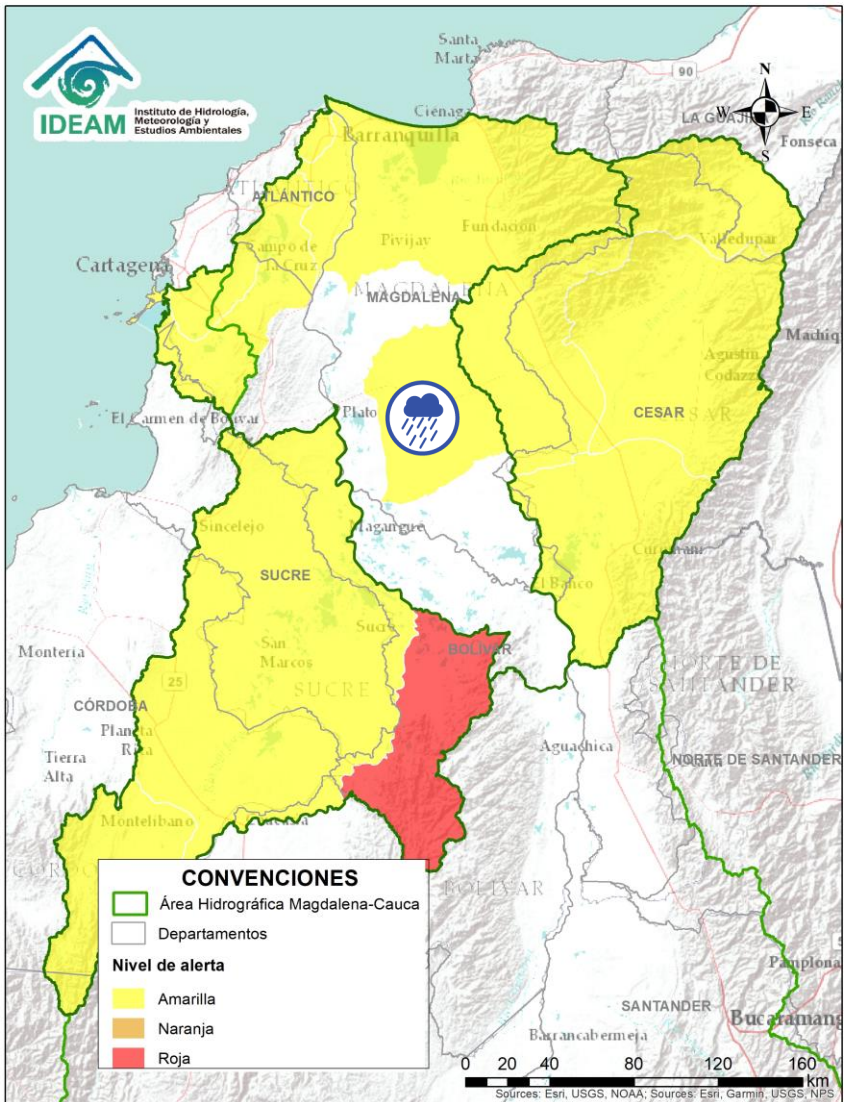 IDEAM
Instituto de Hidrología,
Meteorología y
Estudios Ambientales
Santa
Marta
90
N
W
E
S
LA GUAJIRA
Ciénaga
Barranquilla
Fonseca
ATLÁNTICO
Pivijay
Fundación
Valledupar
Campo de
la Cruz
Cartagena
MAGDALENA
MAGDALENA
Agustín
Codazzi
Plato
El Carmen de Bolívar
CESAR
Sincelejo
Magangué
SUCRE
El Banco
Sucre
BOLÍVAR
San
Marcos
Montería
25
SUCRE
NORTE DE
SANTANDER
CÓRDOBA
Planeta
Rica
Tierra
Alta
Aguachica
NORTE DE SANTANDER
Montelíbano
BOLÍVAR
CONVENCIONES
Área Hidrográfica Magdalena-Cauca
Departamentos
Nivel de alerta
Amarilla
Naranja
Roja
Pamplona
SANTANDER
Bucaramang
Barrancabermeja
0 20 40 80 120 160
km
Sources: Esri, USGS, NOAA; Sources: Esri, Garmin, USGS, NPS